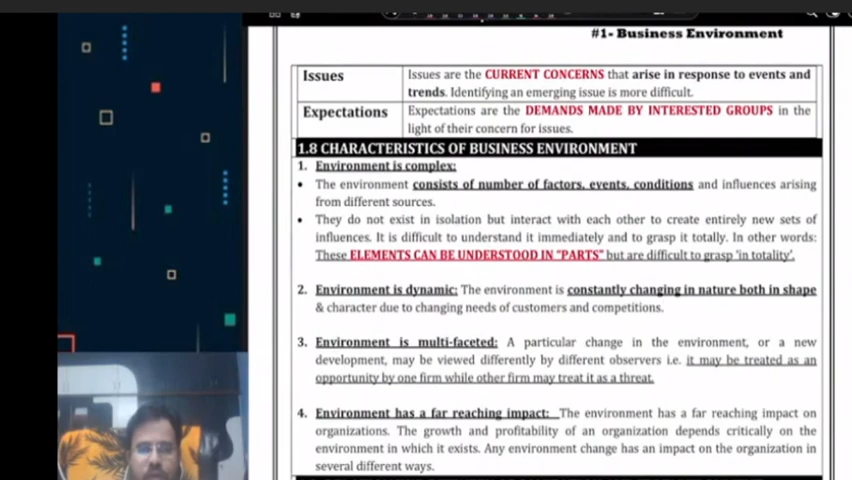 #1- Business Environment
Issues
Issues are the CURRENT CONCERNS that arise in response to events and
trends. Identifying an emerging issue is more difficult.
Expectations
Expectations are the DEMANDS MADE BY INTERESTED GROUPS in the
light of their concern for issues.
1.8 CHARACTERISTICS OF BUSINESS ENVIRONMENT
1. Environment is complex:
• The environment consists of number of factors, events, conditions and influences arising
from different sources.
• They do not exist in isolation but interact with each other to create entirely new sets of
influences. It is difficult to understand it immediately and to grasp it totally. In other words:
These ELEMENTS CAN BE UNDERSTOOD IN "PARTS" but are difficult to grasp 'in totality'.
2. Environment is dynamic: The environment is constantly changing in nature both in shape
& character due to changing needs of customers and competitions.
3. Environment is multi-faceted: A particular change in the environment, or a new
development, may be viewed differently by different observers i.e. it may be treated as an
opportunity by one firm while other firm may treat it as a threat.
4. Environment has a far reaching impact: The environment has a far reaching impact on
organizations. The growth and profitability of an organization depends critically on the
environment in which it exists. Any environment change has an impact on the organization in
several different ways.